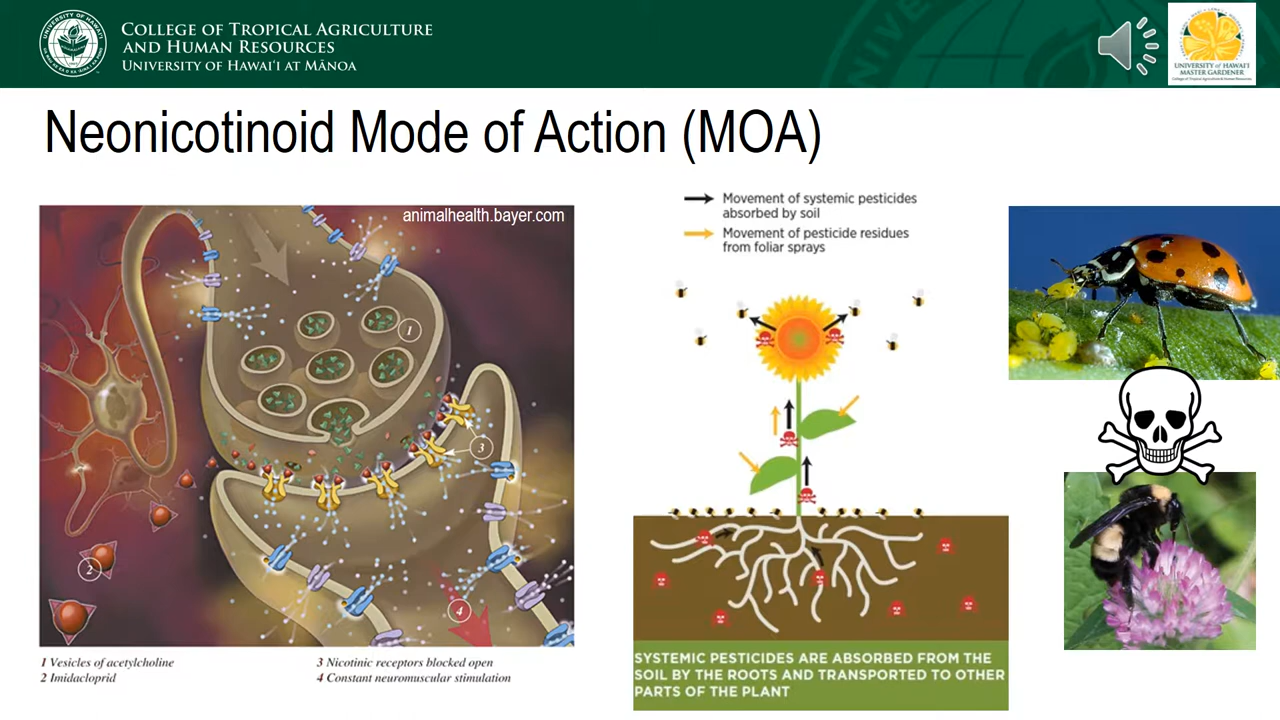 COLLEGE OF TROPICAL AGRICULTURE
AND HUMAN RESOURCES
UNIVERSITY OF HAWAIʻI AT MĀNOA
UNIVERSITY of HAWAIʻI
MASTER GARDENER
Neonicotinoid Mode of Action (MOA)
animalhealth.bayer.com
1
2
3
4
1 Vesicles of acetylcholine
2 Imidacloprid
3 Nicotinic receptors blocked open
4 Constant neuromuscular stimulation
Movement of systemic pesticides
absorbed by soil
Movement of pesticide residues
from foliar sprays
SYSTEMIC PESTICIDES ARE ABSORBED FROM THE
SOIL BY THE ROOTS AND TRANSPORTED TO OTHER
PARTS OF THE PLANT